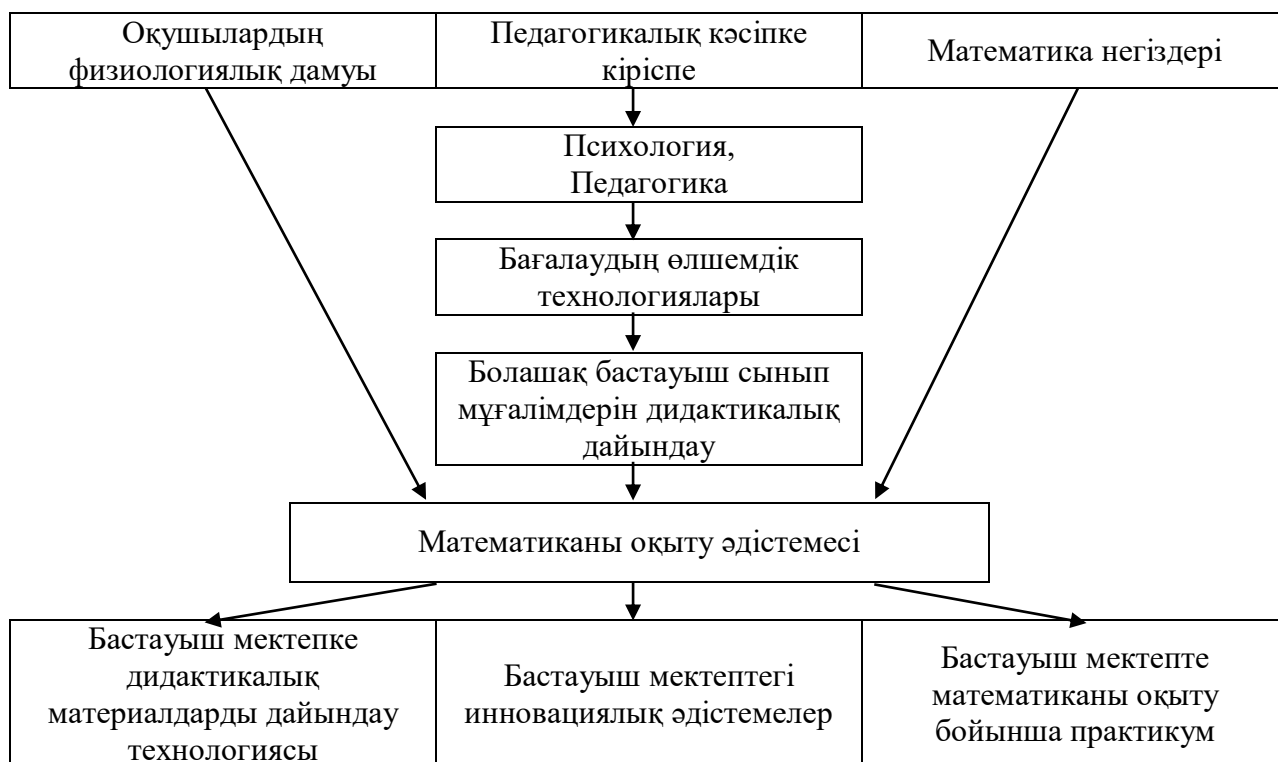 Оқушылардың
физиологиялық дамуы
Педагогикалық кәсіпке
кіріспе
Математика негіздері
Психология,
Педагогика
Бағалаудың өлшемдік
технологиялары
Болашақ бастауыш сынып
мұғалімдерін дидактикалық
дайындау
Математиканы оқыту әдістемесі
Бастауыш мектепке
дидактикалық
материалдарды дайындау
технологиясы
Бастауыш мектептегі
инновациялық әдістемелер
Бастауыш мектепте
математиканы оқыту
бойынша практикум